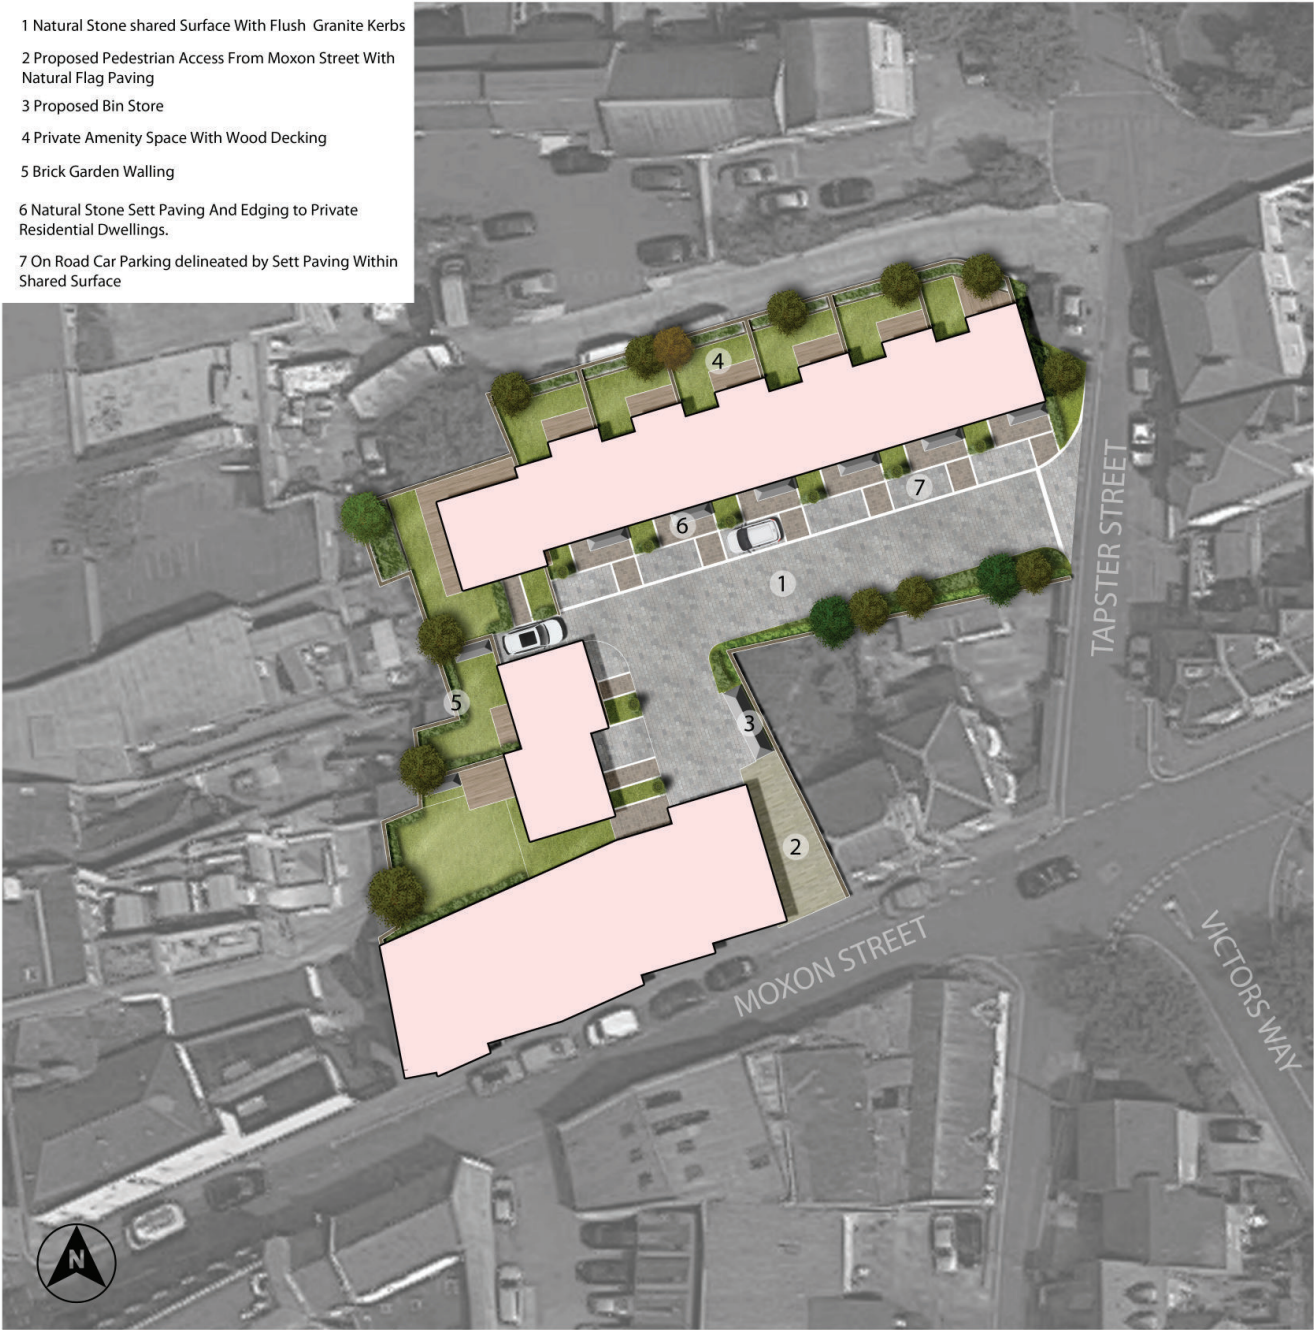 1 Natural Stone shared Surface With Flush  Granite Kerbs
2 Proposed Pedestrian Access From Moxon Street With
Natural Flag Paving
3 Proposed Bin Store
4 Private Amenity Space With Wood Decking
5 Brick Garden Walling
6 Natural Stone Sett Paving And Edging to Private
Residential Dwellings.
7 On Road Car Parking delineated by Sett Paving Within
Shared Surface
4
7
6
1
5
3
2
TAPSTER STREET
MOXON STREET
VICTORS WAY
N